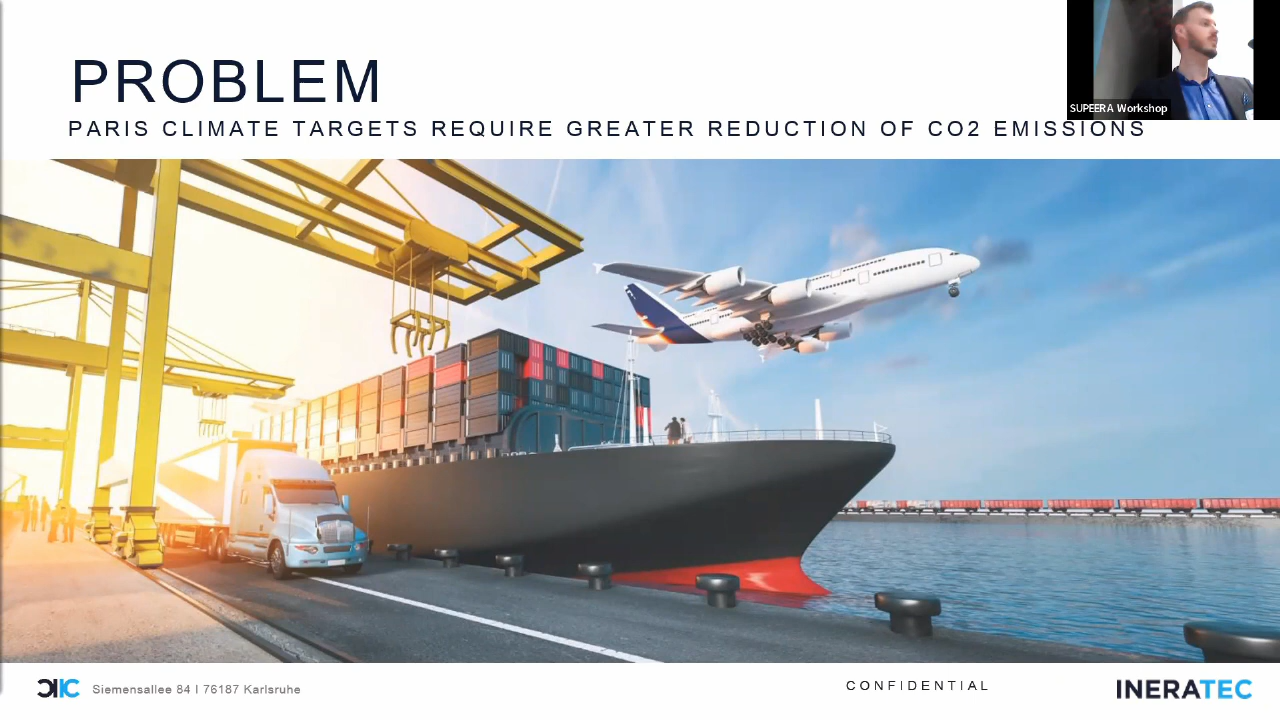 PROBLEM
PARIS CLIMATE TARGETS REQUIRE GREATER REDUCTION OF CO2 EMISSIONS
SUPEERA Workshop
Siemensallee 84 I 76187 Karlsruhe
CONFIDENTIAL
INERATEC